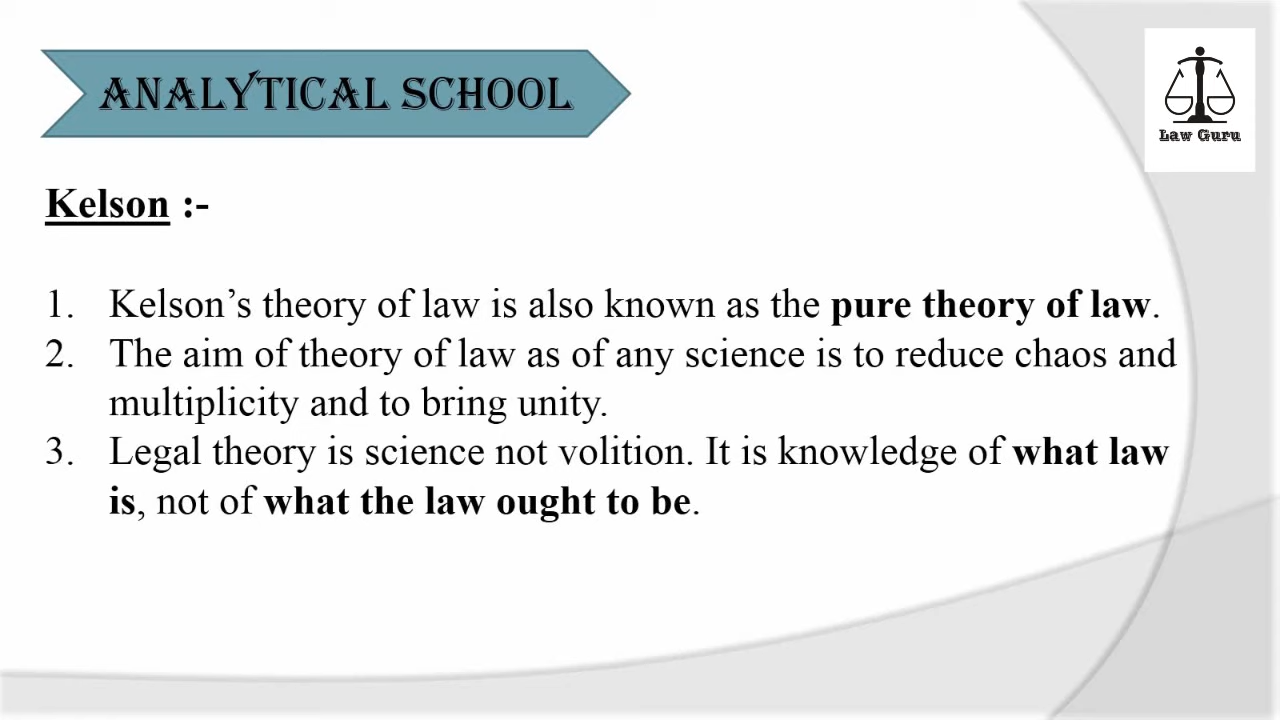 ANALYTICAL SCHOOL
Law Guru
Kelson :-
1. Kelson’s theory of law is also known as the pure theory of law.
2. The aim of theory of law as of any science is to reduce chaos and
multiplicity and to bring unity.
3. Legal theory is science not volition. It is knowledge of what law
is, not of what the law ought to be.